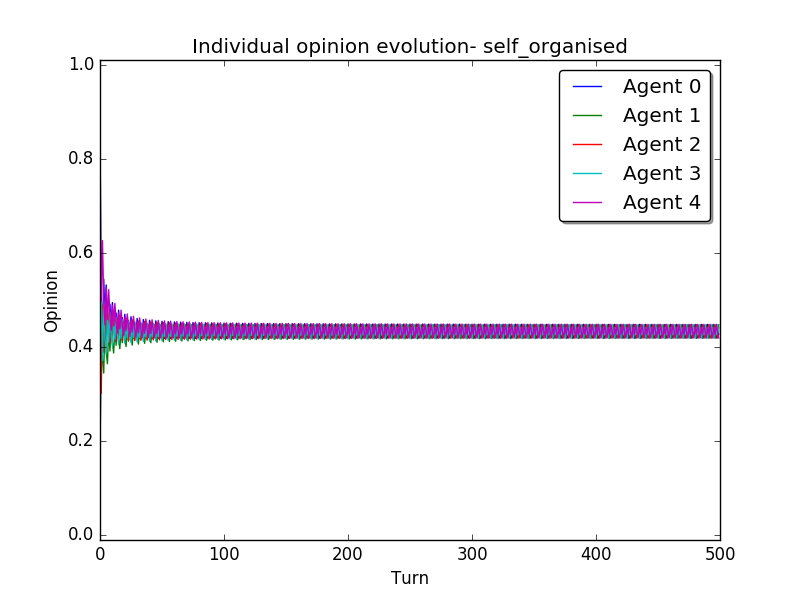 Individual opinion evolution- self_organised
1.0
0.8
0.6
0.4
0.2
0.0
Opinion
Agent 0
Agent 1
Agent 2
Agent 3
Agent 4
0 100 200 300 400 500
Turn